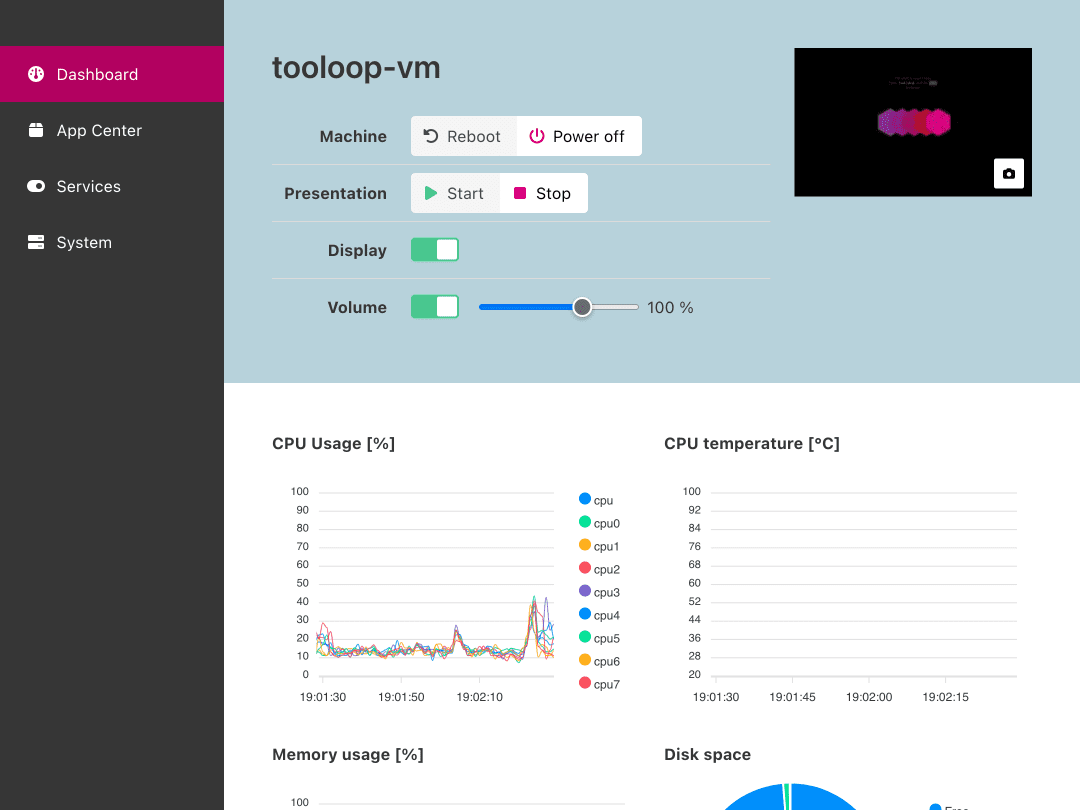 Dashboard
App Center
Services
System
tooloop-vm
Machine Reboot Power off
Presentation Start Stop
Display
Volume 100 %
CPU Usage [%]
100
90
80
70
60
50
40
30
20
10
0
19:01:30 19:01:50 19:02:10
cpu
cpu0
cpu1
cpu2
cpu3
cpu4
cpu5
cpu6
cpu7
CPU temperature [°C]
100
92
84
76
68
60
52
44
36
28
20
19:01:30 19:01:45 19:02:00 19:02:15
Memory usage [%]
100
Disk space
Free